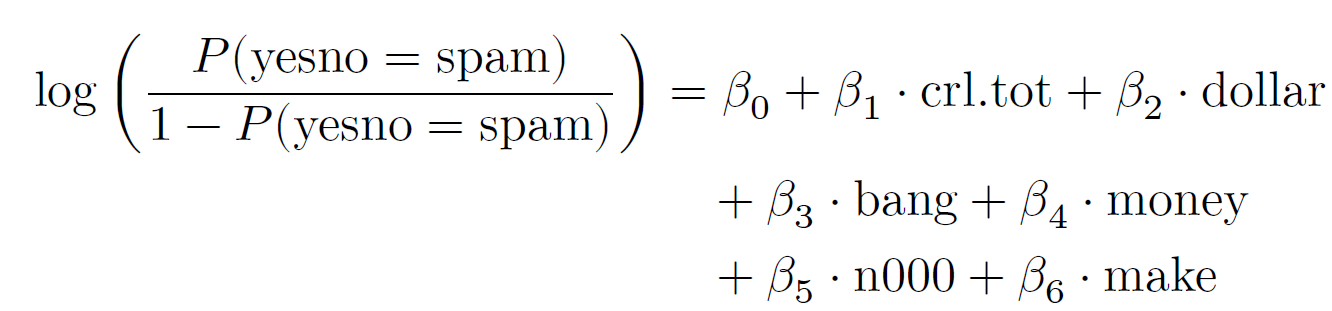 log ( P(yesno = spam) / 1 − P(yesno = spam) ) = β₀ + β₁ · crl.tot + β₂ · dollar
+ β₃ · bang + β₄ · money
+ β₅ · n000 + β₆ · make